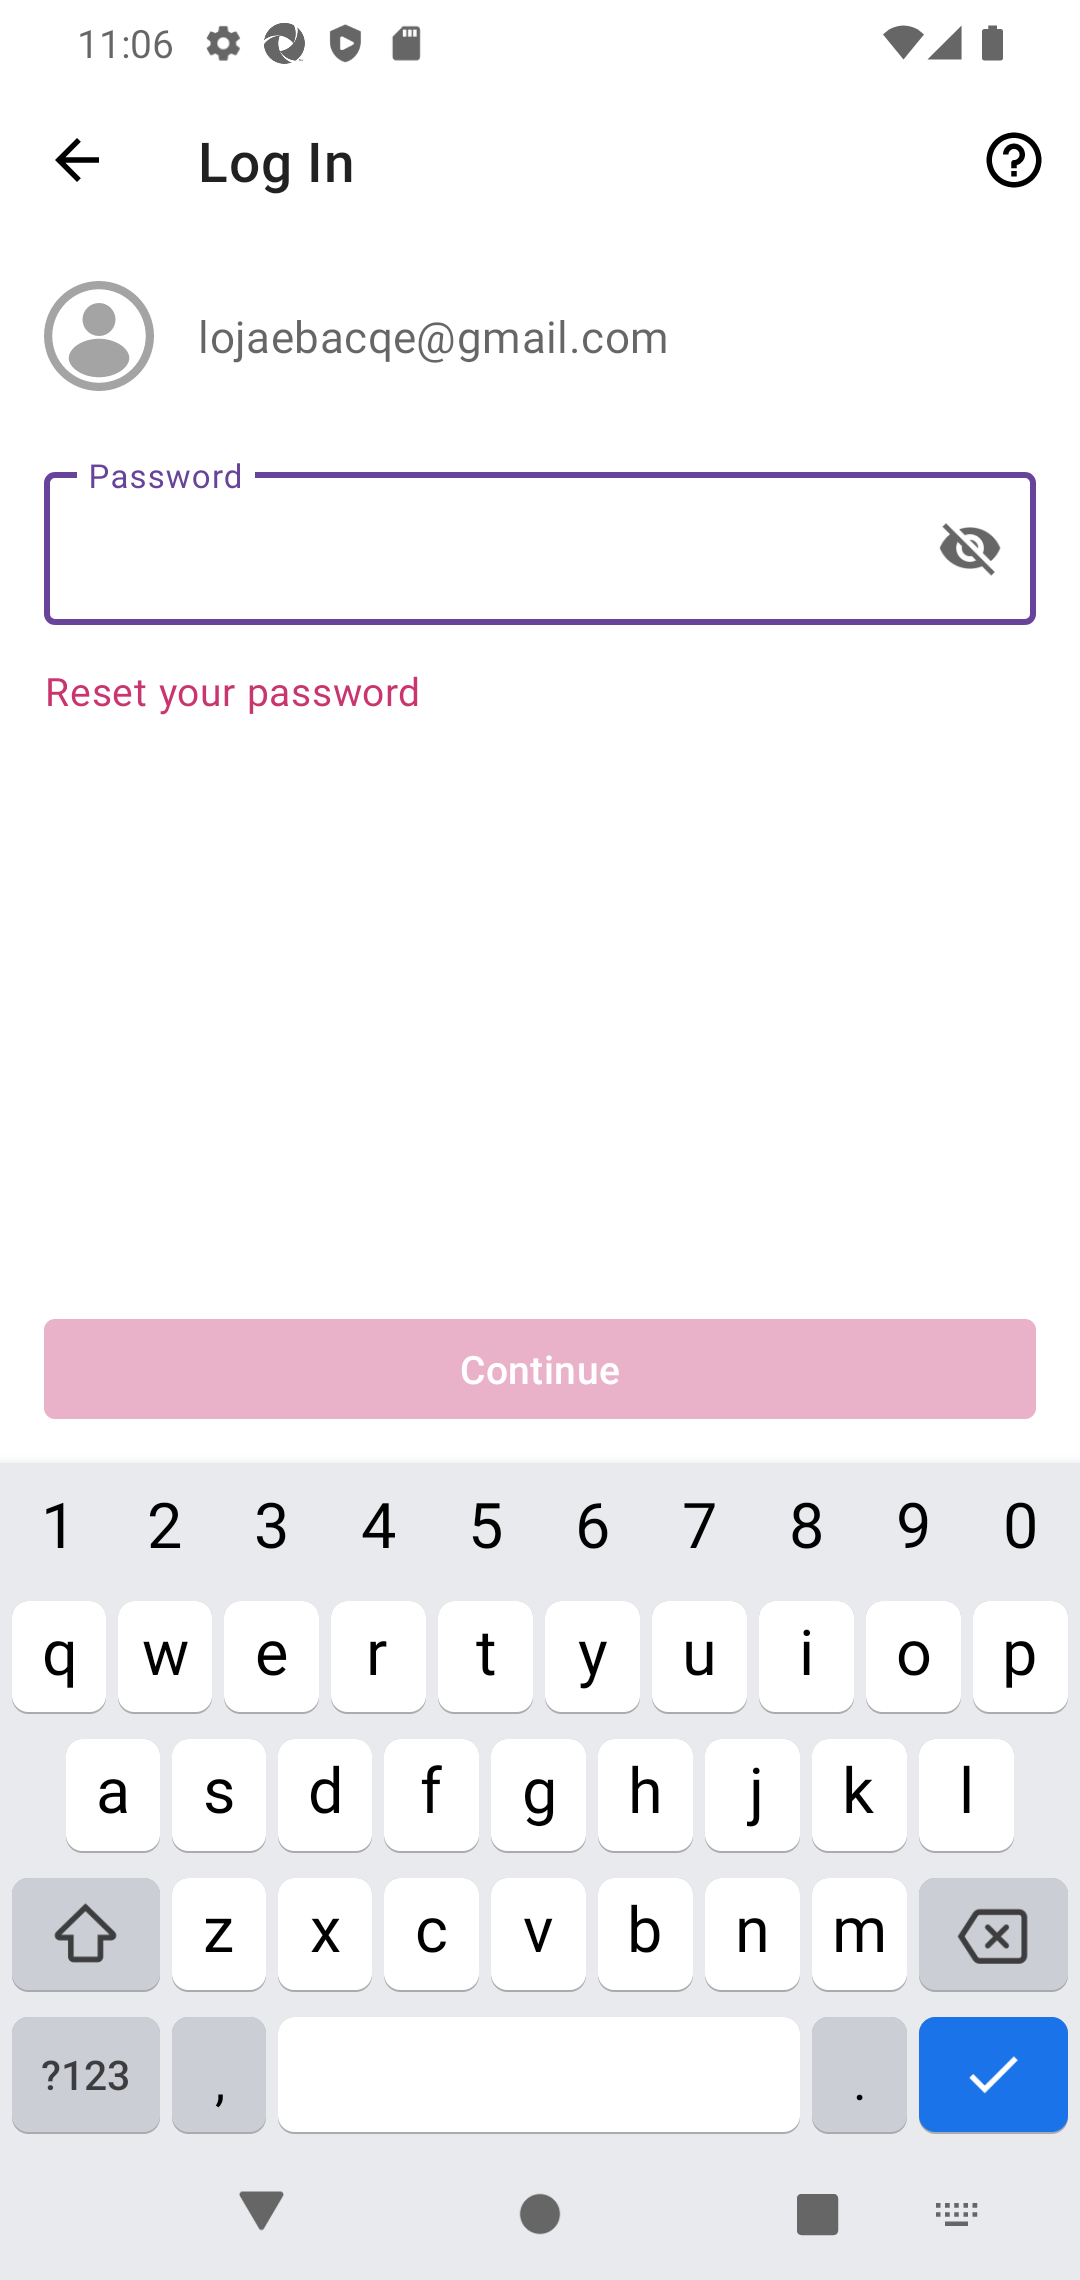 11:06
Log In
lojaebacqe@gmail.com
Password
Reset your password
Continue
1 2 3 4 5 6 7 8 9 0
q w e r t y u i o p
a s d f g h j k l
z x c v b n m
?123 , .